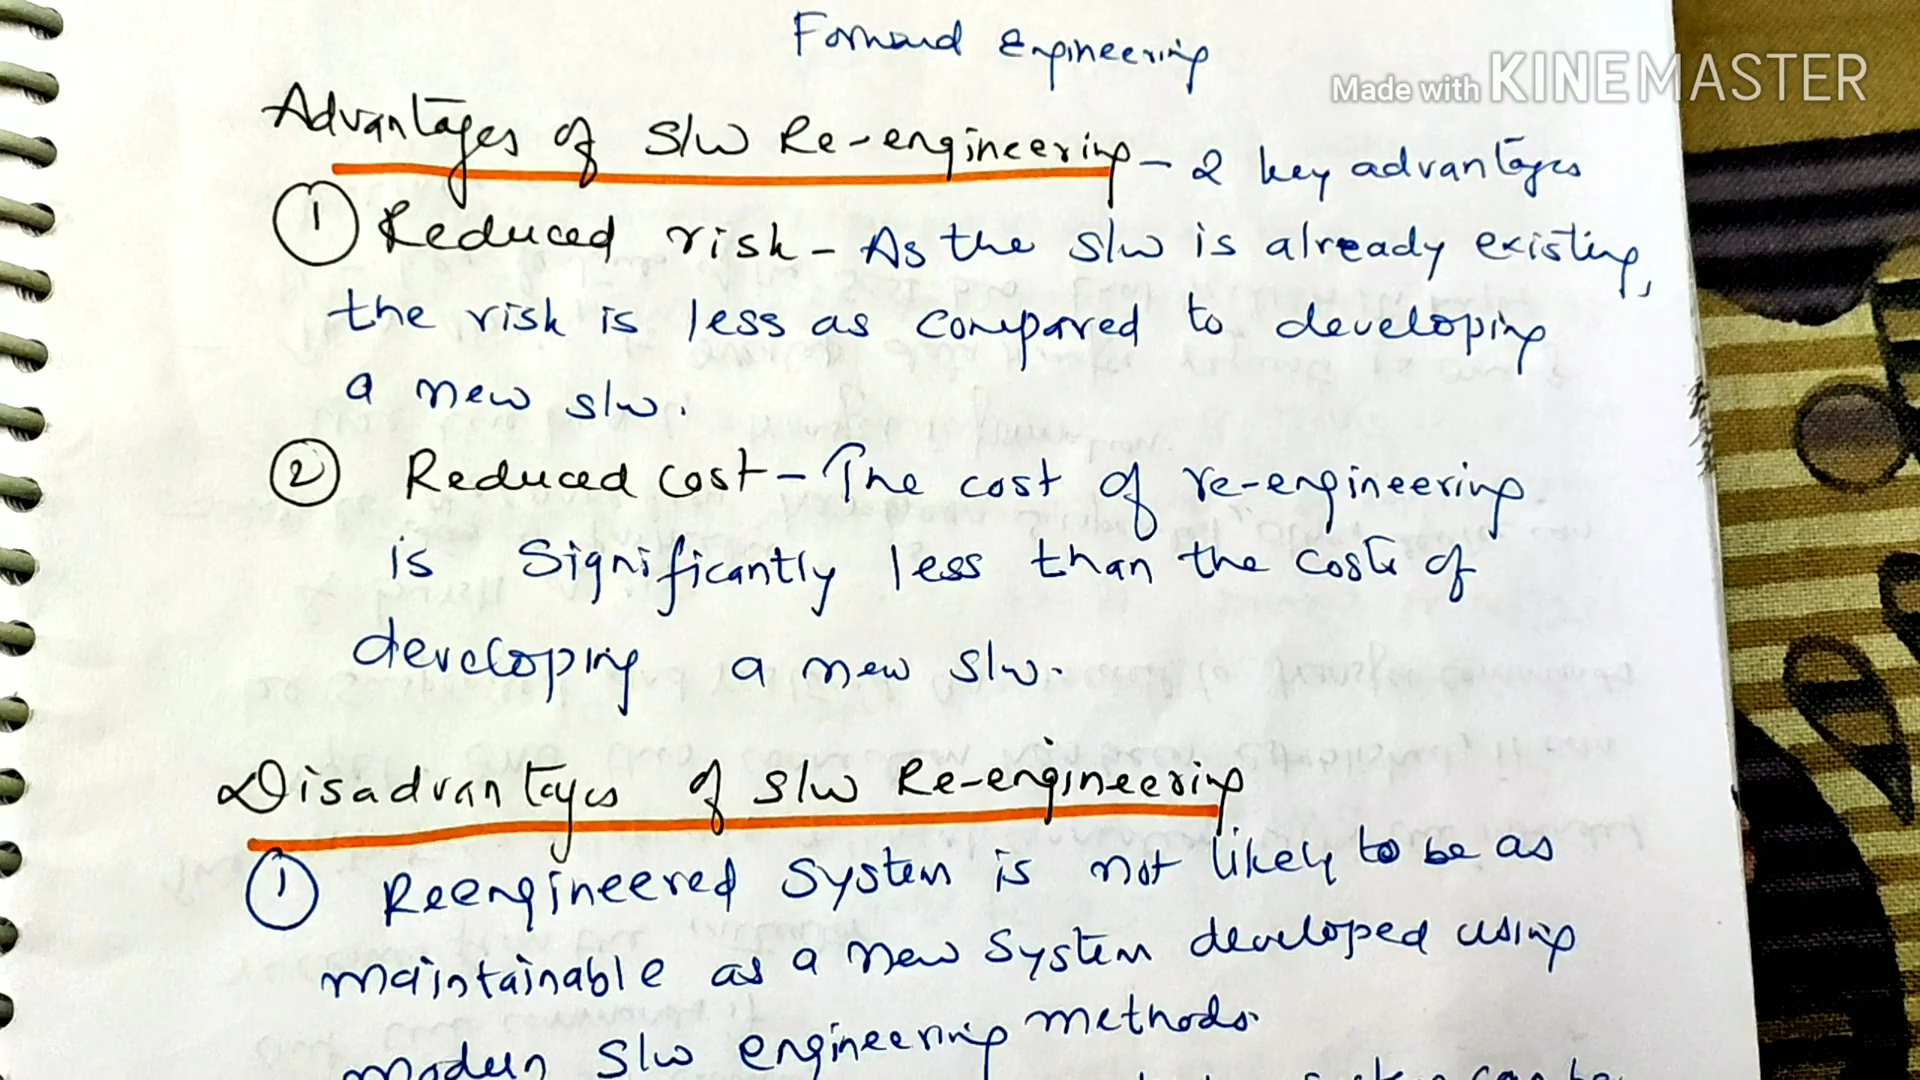 Forward Engineering
Made with KINEMASTER
Advantages of S/w Re-engineering - 2 key advantages
① Reduced risk - As the s/w is already existing,
the risk is less as compared to developing
a new s/w.
② Reduced cost - The cost of re-engineering
is significantly less than the costs of
developing a new s/w.
Disadvantages of s/w Re-engineering
① Reengineered system is not likely to be as
maintainable as a new system developed using
modern s/w engineering methods.
system can be